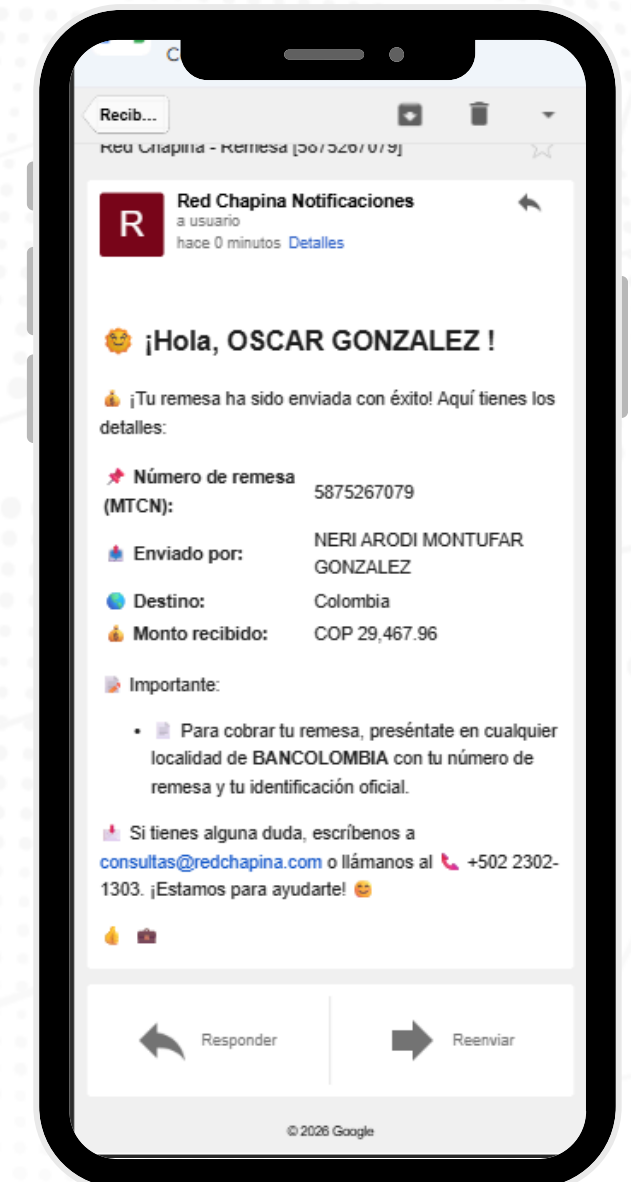 C
Recib...
Red Chapina - Remesa [5875267079]
R
Red Chapina Notificaciones
a usuario
hace 0 minutos Detalles
¡Hola, OSCAR GONZALEZ !
¡Tu remesa ha sido enviada con éxito! Aquí tienes los
detalles:
Número de remesa
(MTCN):
5875267079
Enviado por:
NERI ARODI MONTUFAR
GONZALEZ
Destino:
Colombia
Monto recibido:
COP 29,467.96
Importante:
• Para cobrar tu remesa, preséntate en cualquier
localidad de BANCOLOMBIA con tu número de
remesa y tu identificación oficial.
Si tienes alguna duda, escríbenos a
consultas@redchapina.com o llámanos al +502 2302-
1303. ¡Estamos para ayudarte!
Responder
Reenviar
© 2026 Google